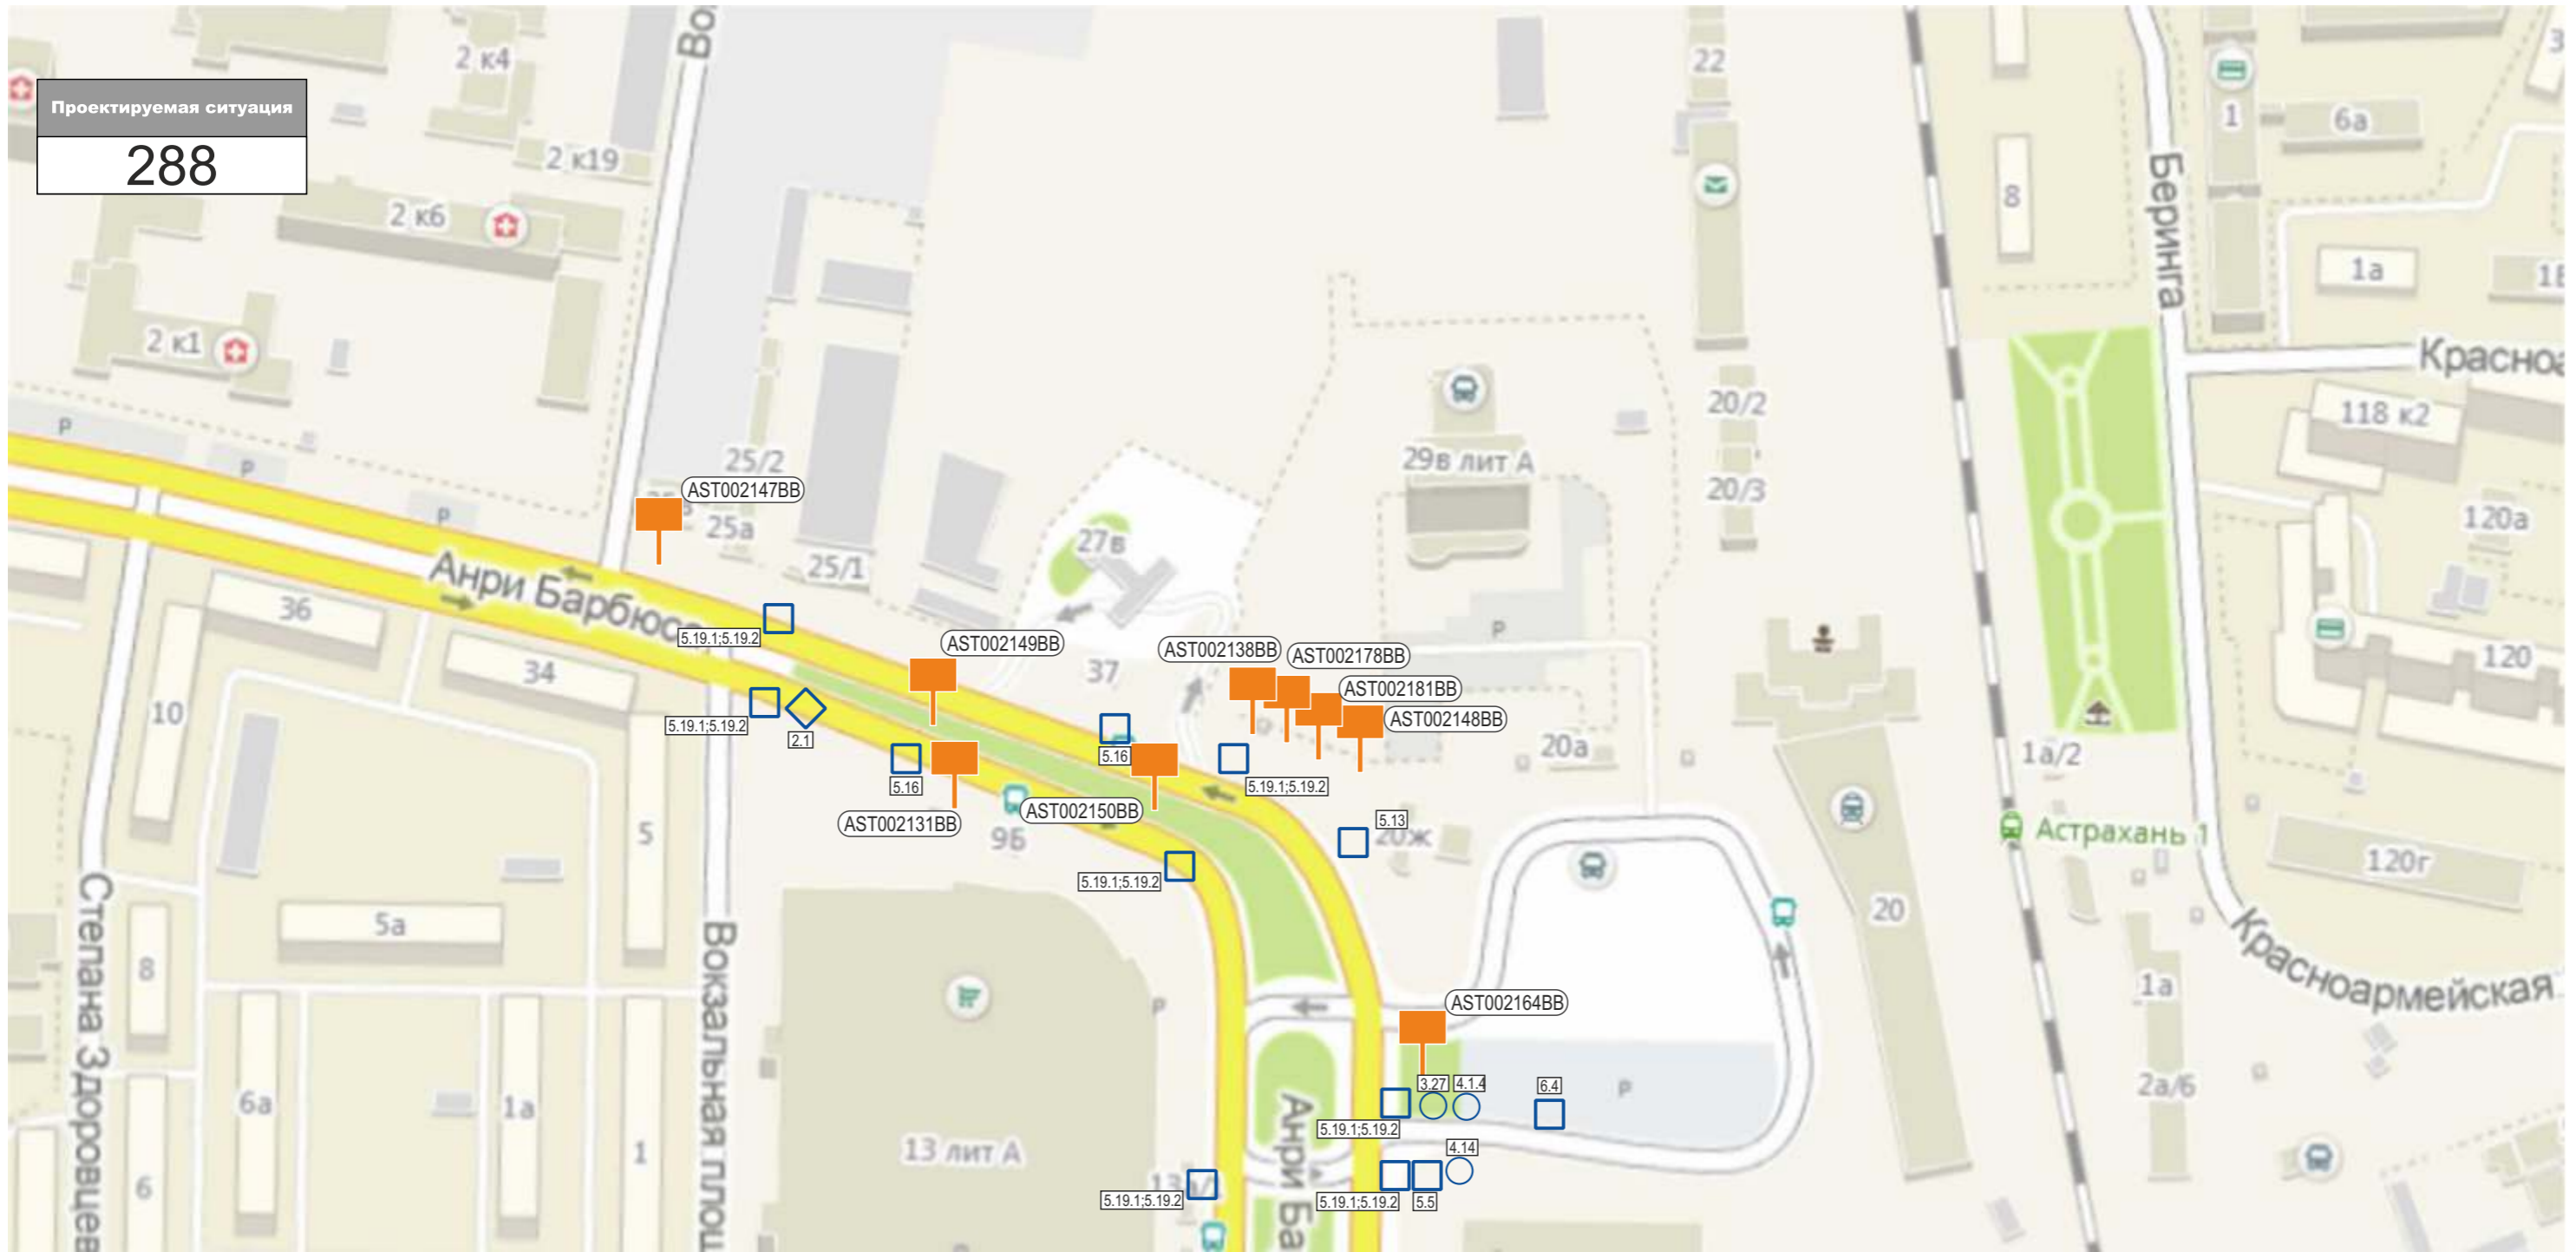 Проектируемая ситуация
288
2 к4
22
1
6а
2 к19
2 к6
8
Беринга
1а
2 к1
20/2
118 к2
P
25/2
29в лит А
20/3
P
P
AST002147BB
25а
120а
27в
25/1
Анри Барбюса
36
34
5.19.1;5.19.2
AST002149BB
AST002138BB
AST002178BB
P
37
AST002181BB
AST002148BB
120
10
5.19.1;5.19.2
2.1
5.16
5.16
5.19.1;5.19.2
20а
1а/2
AST002131BB
AST002150BB
5.13
20ж
9Б
5
Астрахань 1
120г
5.19.1;5.19.2
5а
20
Степана Здоровцев
Вокзальная площ
8
Красноармейская
1а
P
AST002164BB
3.27
4.1.4
6.4
P
2а/6
6а
1а
5.19.1;5.19.2
Анри Ба
13 лит А
1
4.14
6
5.19.1;5.19.2
5.19.1;5.19.2
5.5